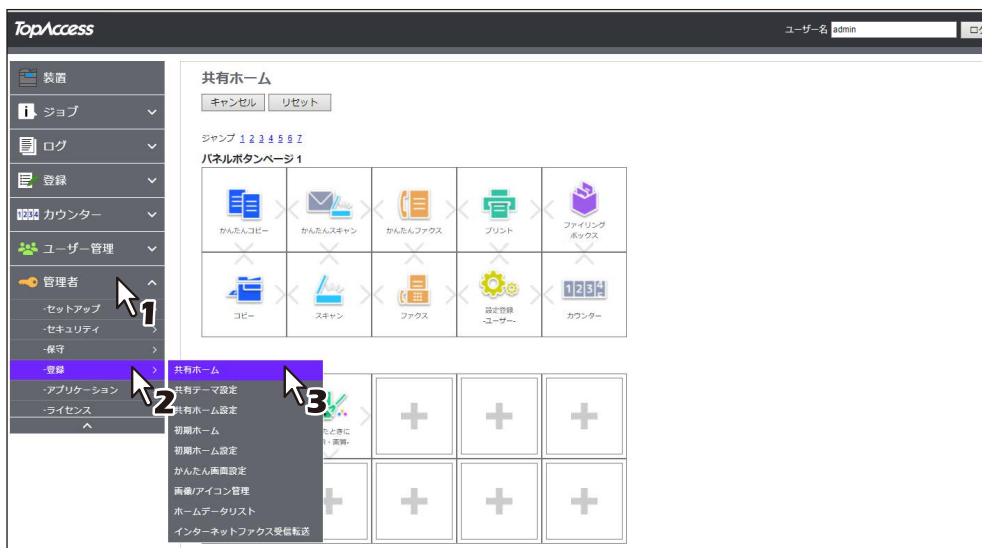 TopAccess
ユーザー名 admin
装置
ジョブ
ログ
登録
1234 カウンター
ユーザー管理
管理者
-セットアップ
-セキュリティ
-保守
-登録
-アプリケーション
-ライセンス
1
2
3
共有ホーム
共有テーマ設定
共有ホーム設定
初期ホーム
初期ホーム設定
かんたん画面設定
画像/アイコン管理
ホームデータリスト
インターネットファクス受信転送
共有ホーム
キャンセル リセット
ジャンプ 1 2 3 4 5 6 7
パネルボタンページ 1
かんたんコピー かんたんスキャン かんたんファクス プリント ファイリング
ボックス
コピー スキャン ファクス 設定登録
-ユーザー- カウンター